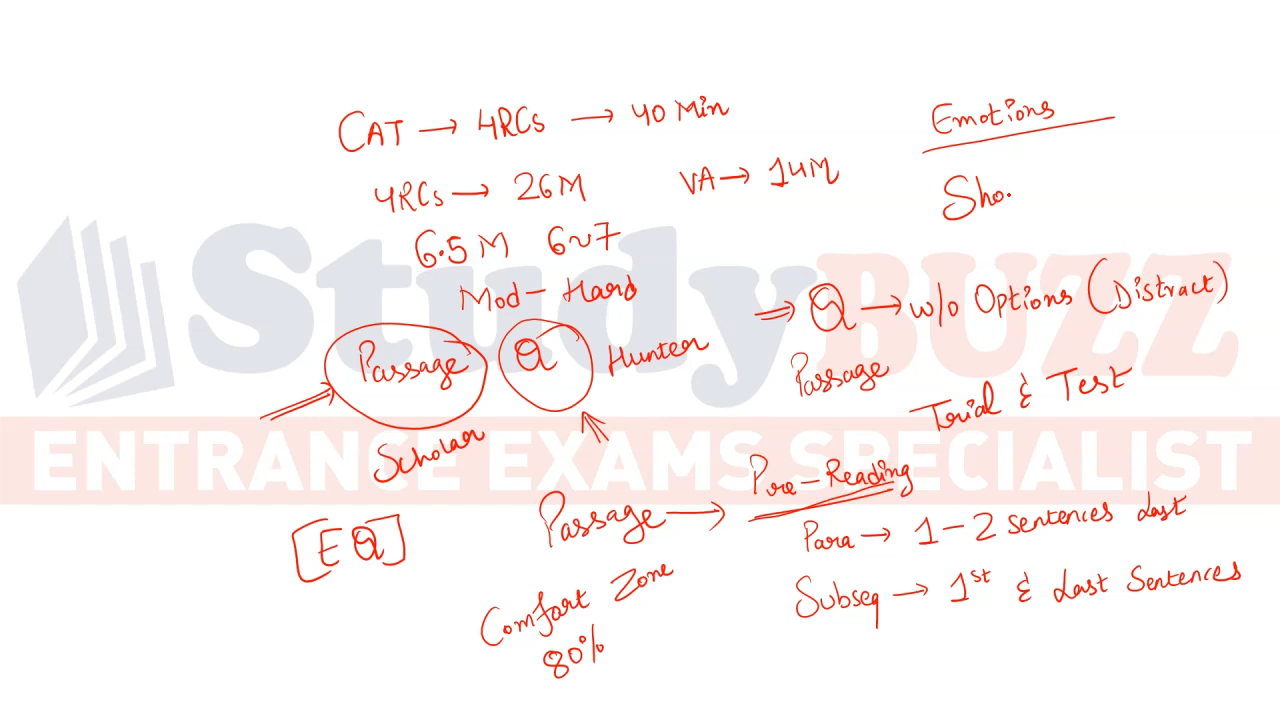 CAT → 4RCs → 40 Min
Emotions
4RCs → 26M
VA → 14M
Sho.
6.5 M 6~7
Mod - Hard
⇒ Q → w/o Options (Distract)
Passage
Q
Hunter
Passage
Trial & Test
Scholar
StudyBUZZ
ENTRANCE EXAMS SPECIALIST
Pre-Reading
Passage →
Para → 1-2 sentences Last
[EQ]
Subseq → 1st & Last Sentences
Comfort Zone
80%